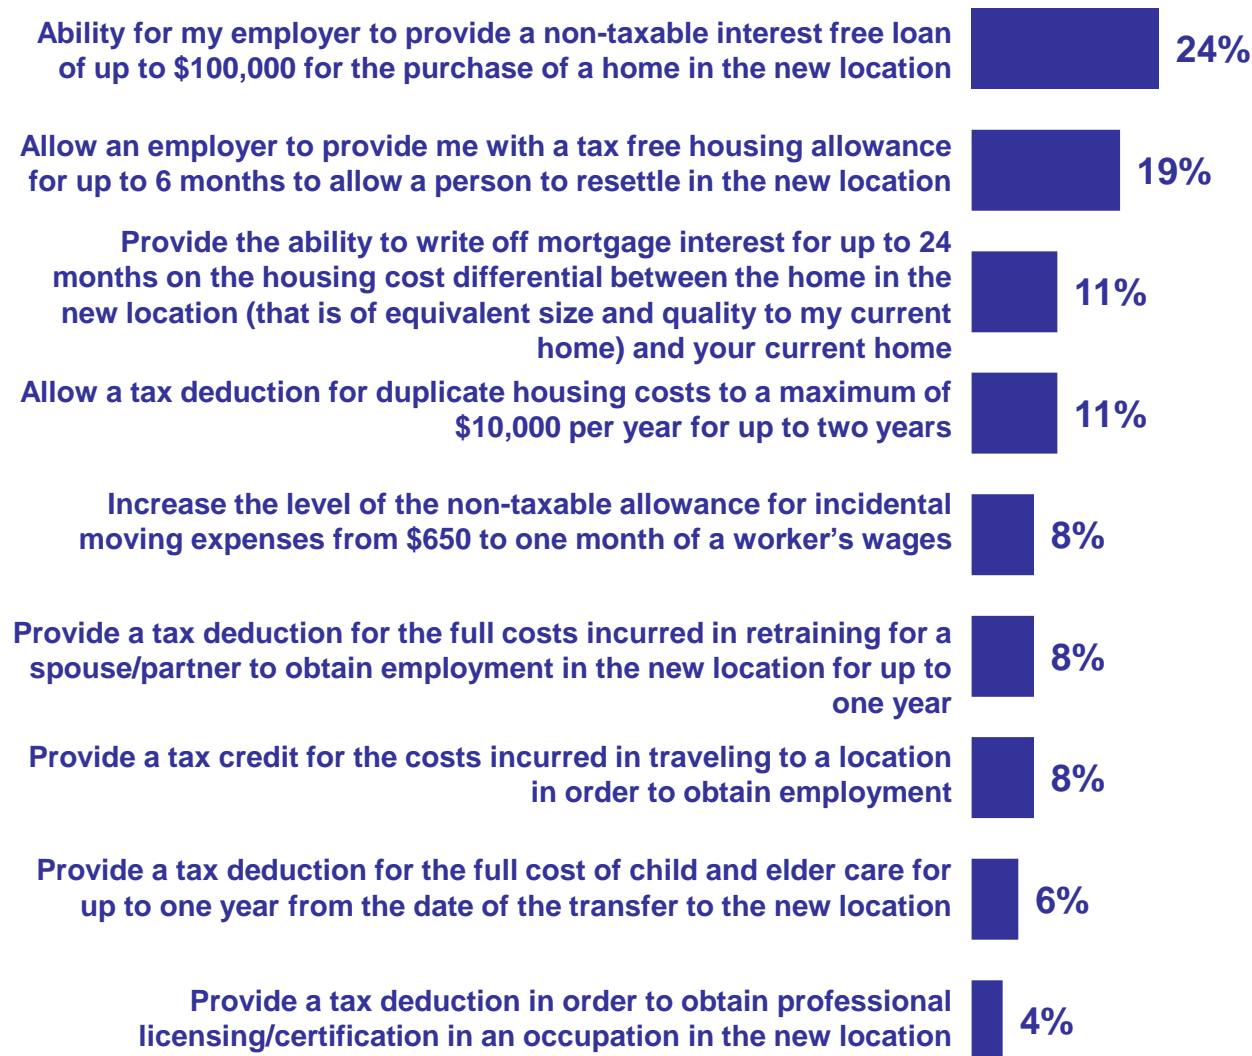 Ability for my employer to provide a non-taxable interest free loan
of up to $100,000 for the purchase of a home in the new location
24%
Allow an employer to provide me with a tax free housing allowance
for up to 6 months to allow a person to resettle in the new location
19%
Provide the ability to write off mortgage interest for up to 24
months on the housing cost differential between the home in the
new location (that is of equivalent size and quality to my current
home) and your current home
11%
Allow a tax deduction for duplicate housing costs to a maximum of
$10,000 per year for up to two years
11%
Increase the level of the non-taxable allowance for incidental
moving expenses from $650 to one month of a worker’s wages
8%
Provide a tax deduction for the full costs incurred in retraining for a
spouse/partner to obtain employment in the new location for up to
one year
8%
Provide a tax credit for the costs incurred in traveling to a location
in order to obtain employment
8%
Provide a tax deduction for the full cost of child and elder care for
up to one year from the date of the transfer to the new location
6%
Provide a tax deduction in order to obtain professional
licensing/certification in an occupation in the new location
4%